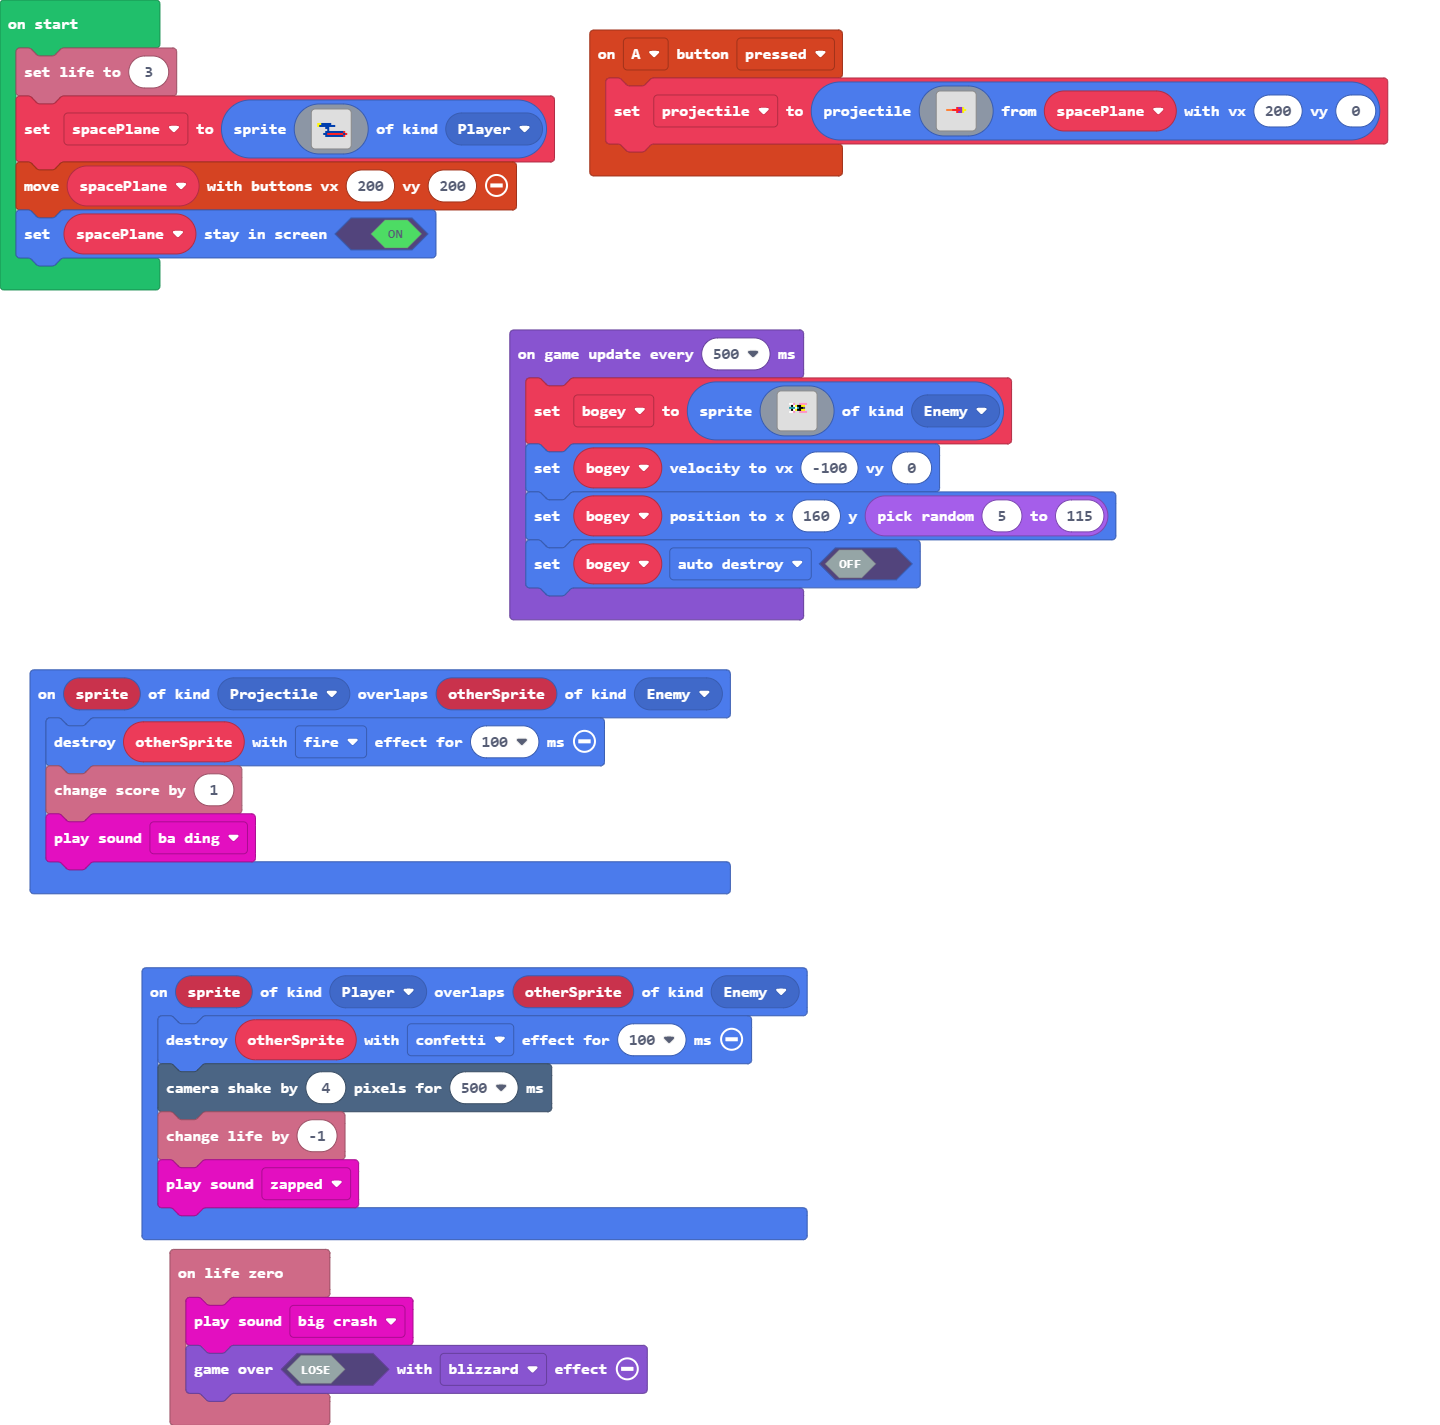 on start
set life to 3
set spacePlane to sprite of kind Player
move spacePlane with buttons vx 200 vy 200
set spacePlane stay in screen ON
on A button pressed
set projectile to projectile from spacePlane with vx 200 vy 0
on game update every 500 ms
set bogey to sprite of kind Enemy
set bogey velocity to vx -100 vy 0
set bogey position to x 160 y pick random 5 to 115
set bogey auto destroy OFF
on sprite of kind Projectile overlaps otherSprite of kind Enemy
destroy otherSprite with fire effect for 100 ms
change score by 1
play sound ba ding
on sprite of kind Player overlaps otherSprite of kind Enemy
destroy otherSprite with confetti effect for 100 ms
camera shake by 4 pixels for 500 ms
change life by -1
play sound zapped
on life zero
play sound big crash
game over LOSE with blizzard effect